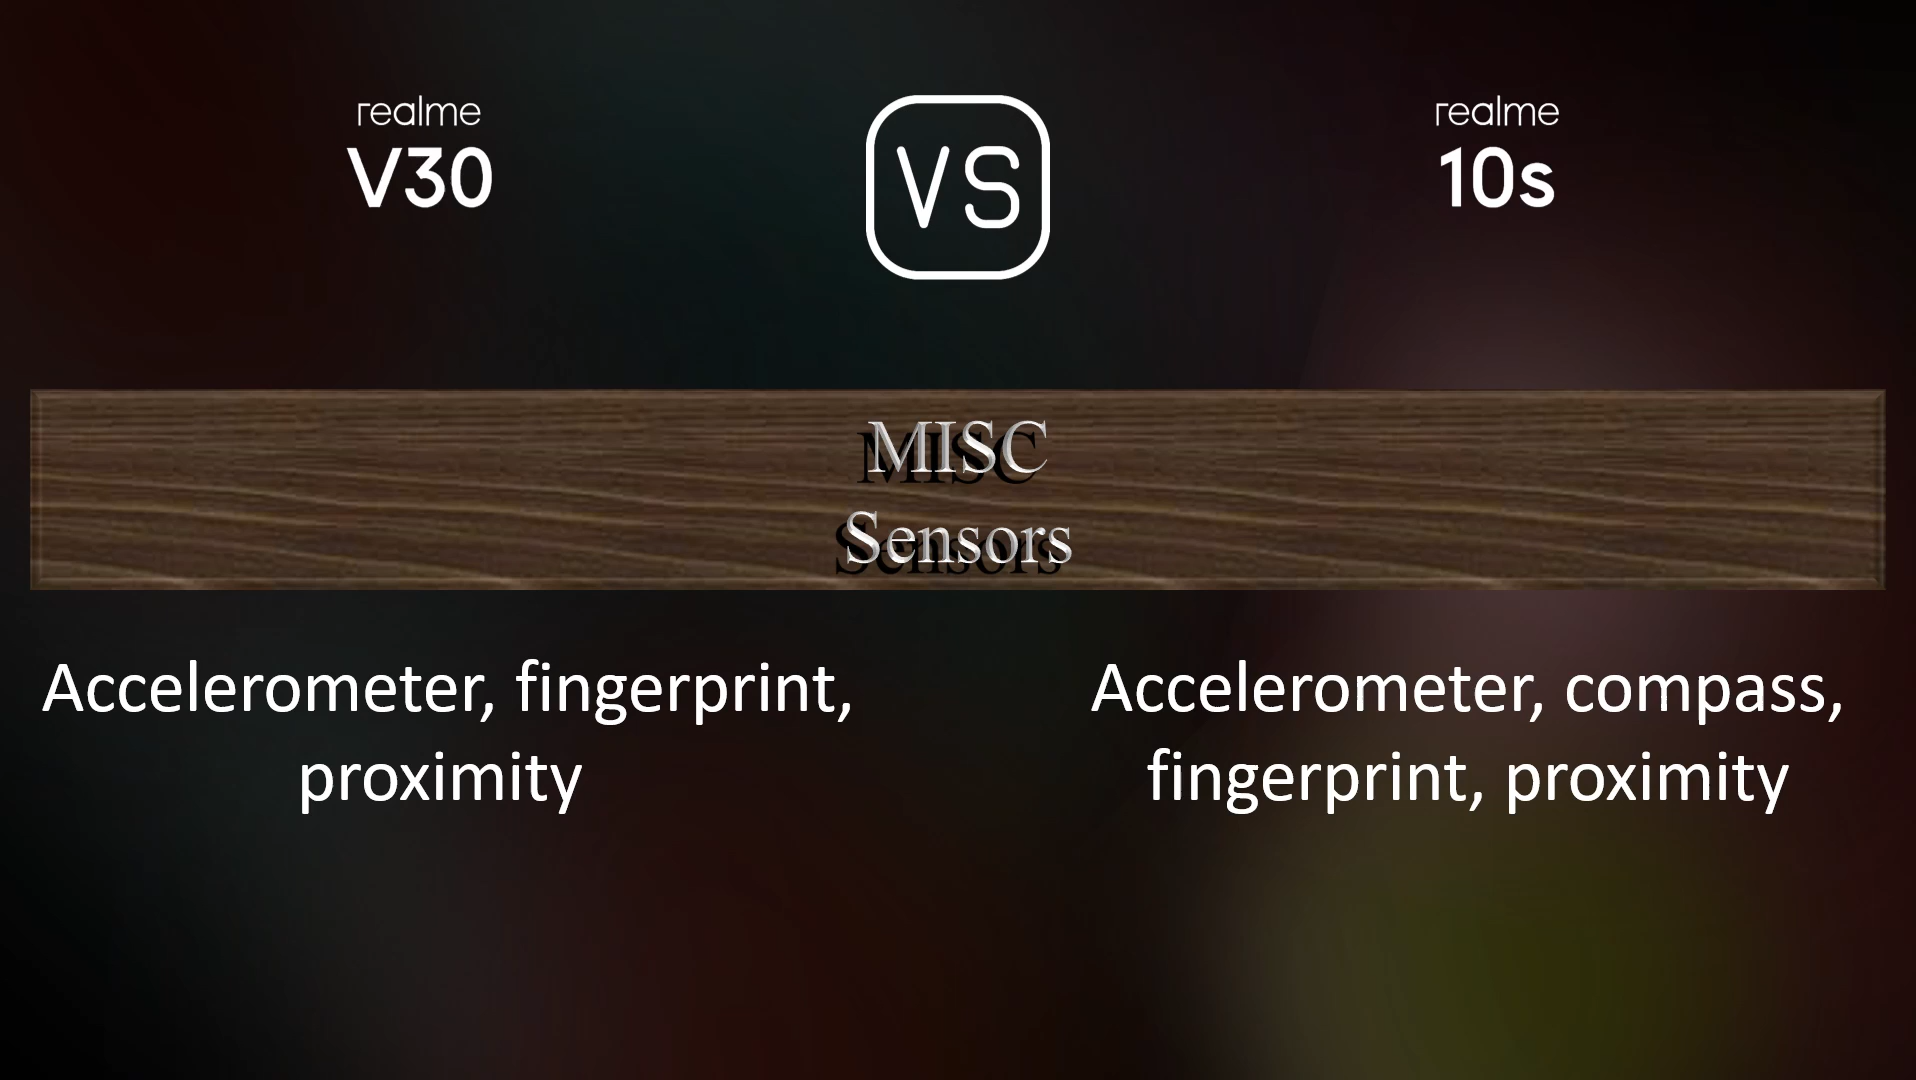 realme
V30
VS
realme
10s
MISC
Sensors
Accelerometer, fingerprint,
proximity
Accelerometer, compass,
fingerprint, proximity